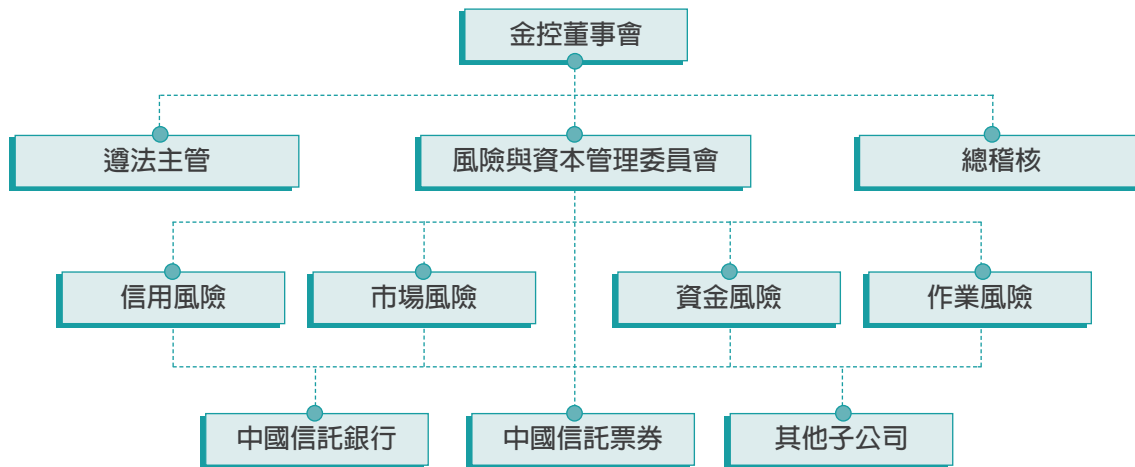 金控董事會
遵法主管
風險與資本管理委員會
總稽核
信用風險
市場風險
資金風險
作業風險
中國信託銀行
中國信託票券
其他子公司